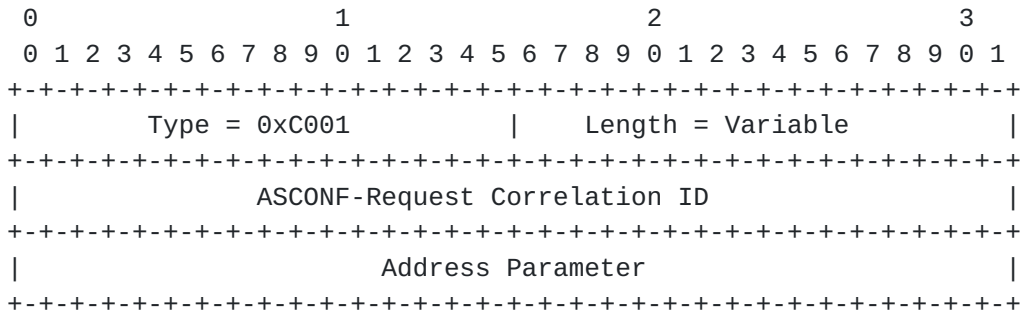 0                   1                   2                   3
 0 1 2 3 4 5 6 7 8 9 0 1 2 3 4 5 6 7 8 9 0 1 2 3 4 5 6 7 8 9 0 1
+-+-+-+-+-+-+-+-+-+-+-+-+-+-+-+-+-+-+-+-+-+-+-+-+-+-+-+-+-+-+-+-+
|        Type = 0xC001          |    Length = Variable          |
+-+-+-+-+-+-+-+-+-+-+-+-+-+-+-+-+-+-+-+-+-+-+-+-+-+-+-+-+-+-+-+-+
|               ASCONF-Request Correlation ID                   |
+-+-+-+-+-+-+-+-+-+-+-+-+-+-+-+-+-+-+-+-+-+-+-+-+-+-+-+-+-+-+-+-+
|                       Address Parameter                       |
+-+-+-+-+-+-+-+-+-+-+-+-+-+-+-+-+-+-+-+-+-+-+-+-+-+-+-+-+-+-+-+-+